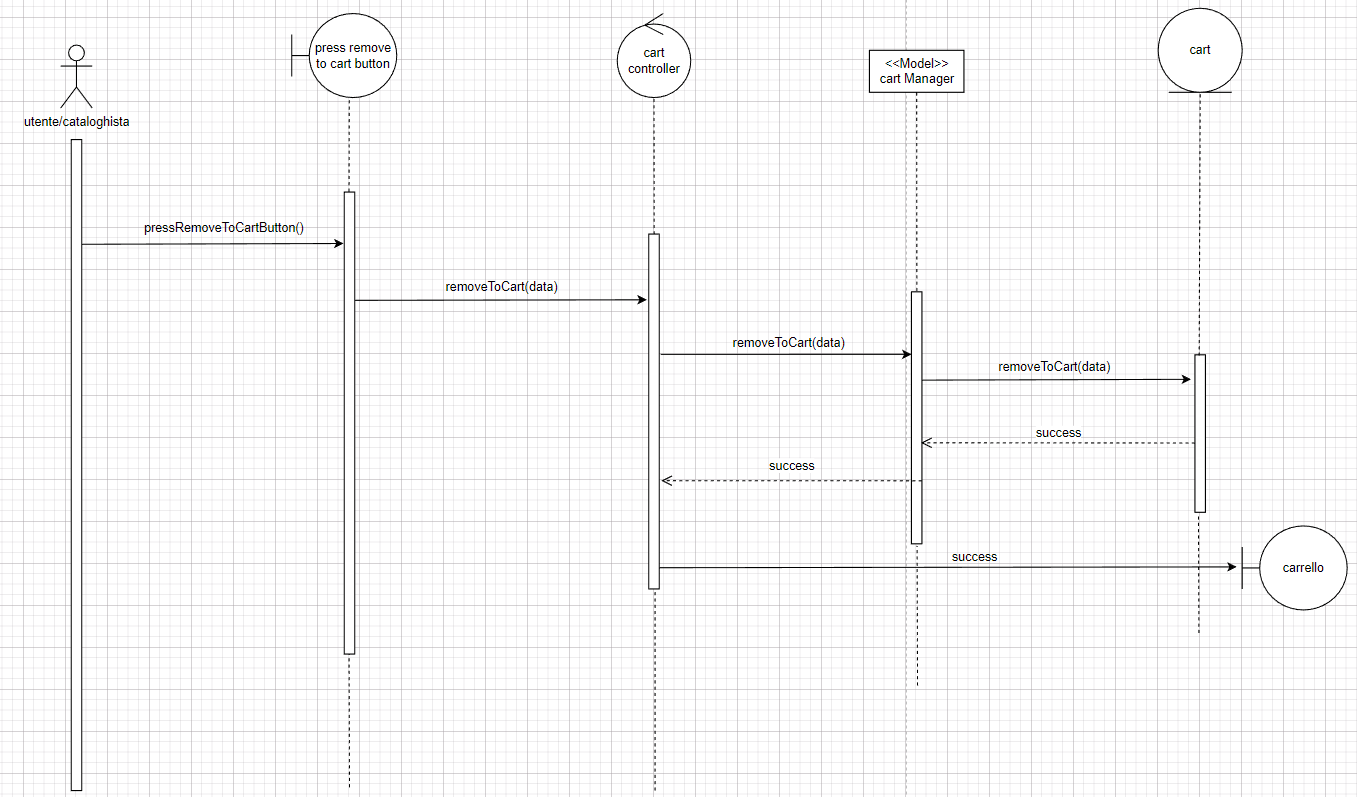 press remove
to cart button
cart
controller
<<Model>>
cart Manager
cart
utente/cataloghista
pressRemoveToCartButton()
removeToCart(data)
removeToCart(data)
removeToCart(data)
success
success
success
carrello